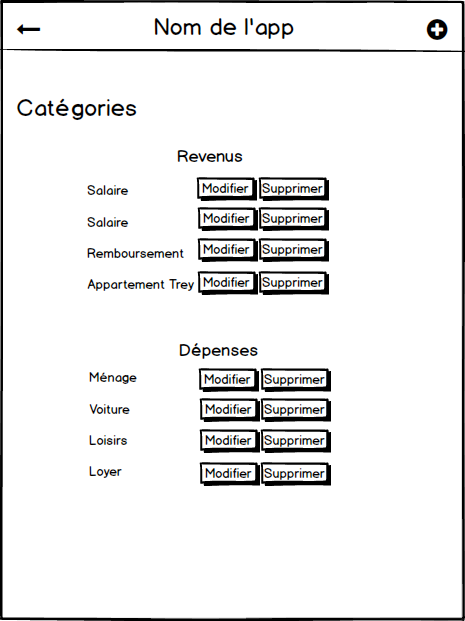 Nom de l'app
Catégories
Revenus
Salaire Modifier Supprimer
Salaire Modifier Supprimer
Remboursement Modifier Supprimer
Appartement Trey Modifier Supprimer
Dépenses
Ménage Modifier Supprimer
Voiture Modifier Supprimer
Loisirs Modifier Supprimer
Loyer Modifier Supprimer